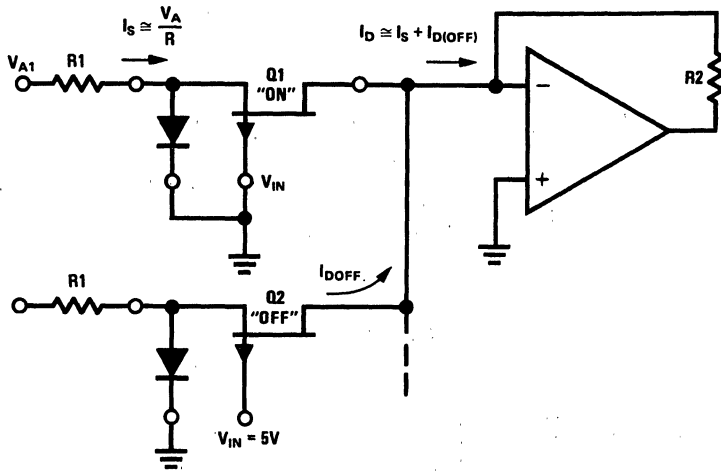 I_S ≅ V_A/R
I_D ≅ I_S + I_D(OFF)
V_A1
R1
Q1
"ON"
R2
−
+
V_IN
R1
Q2
"OFF"
I_DOFF
V_IN = 5V